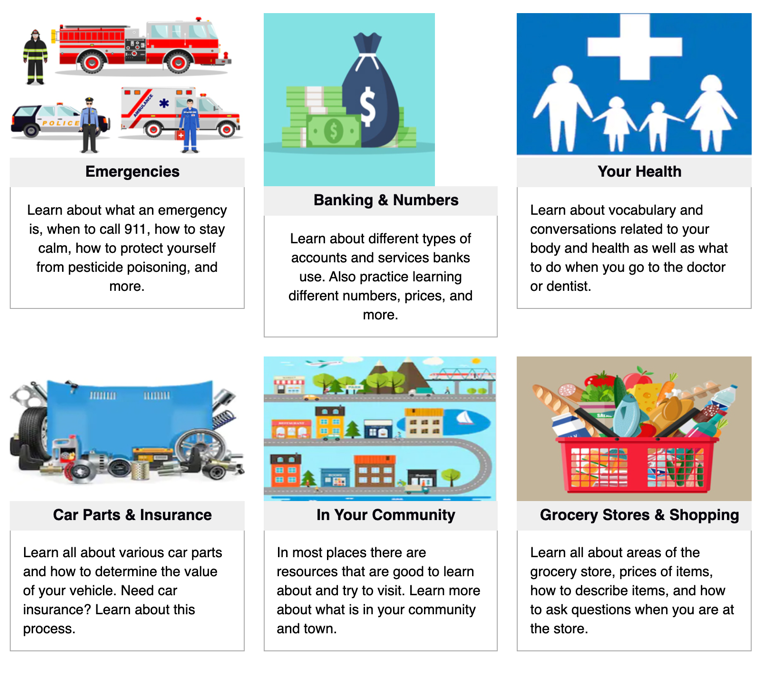 POLICE
AMBULANCE
Emergencies
Learn about what an emergency
is, when to call 911, how to stay
calm, how to protect yourself
from pesticide poisoning, and
more.
$
$
Banking & Numbers
Learn about different types of
accounts and services banks
use. Also practice learning
different numbers, prices, and
more.
Your Health
Learn about vocabulary and
conversations related to your
body and health as well as what
to do when you go to the doctor
or dentist.
Car Parts & Insurance
Learn all about various car parts
and how to determine the value
of your vehicle. Need car
insurance? Learn about this
process.
In Your Community
In most places there are
resources that are good to learn
about and try to visit. Learn more
about what is in your community
and town.
Grocery Stores & Shopping
Learn all about areas of the
grocery store, prices of items,
how to describe items, and how
to ask questions when you are at
the store.